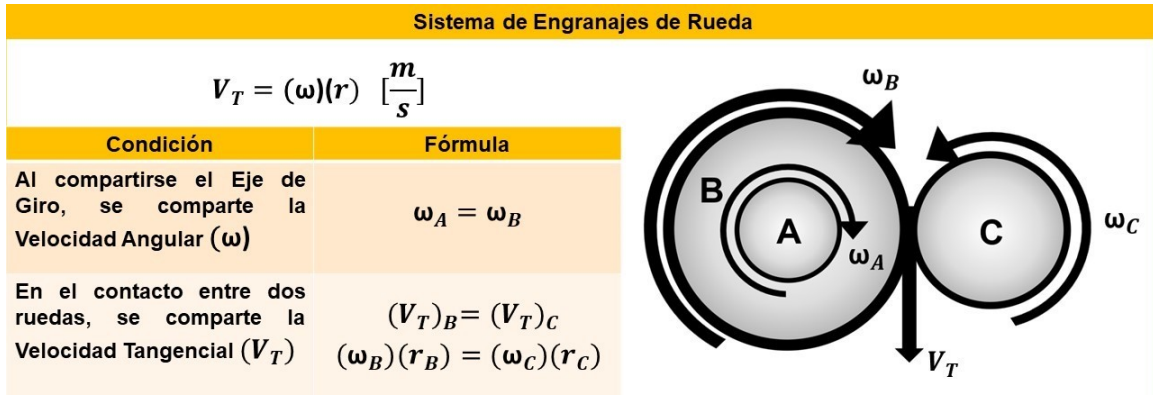 Sistema de Engranajes de Rueda
V_T = (ω)(r) [m/s]
Condición
Fórmula
Al compartirse el Eje de
Giro, se comparte la
Velocidad Angular (ω)
ω_A = ω_B
En el contacto entre dos
ruedas, se comparte la
Velocidad Tangencial (V_T)
(V_T)_B = (V_T)_C
(ω_B)(r_B) = (ω_C)(r_C)
ω_B
B
A
ω_A
C
ω_C
V_T